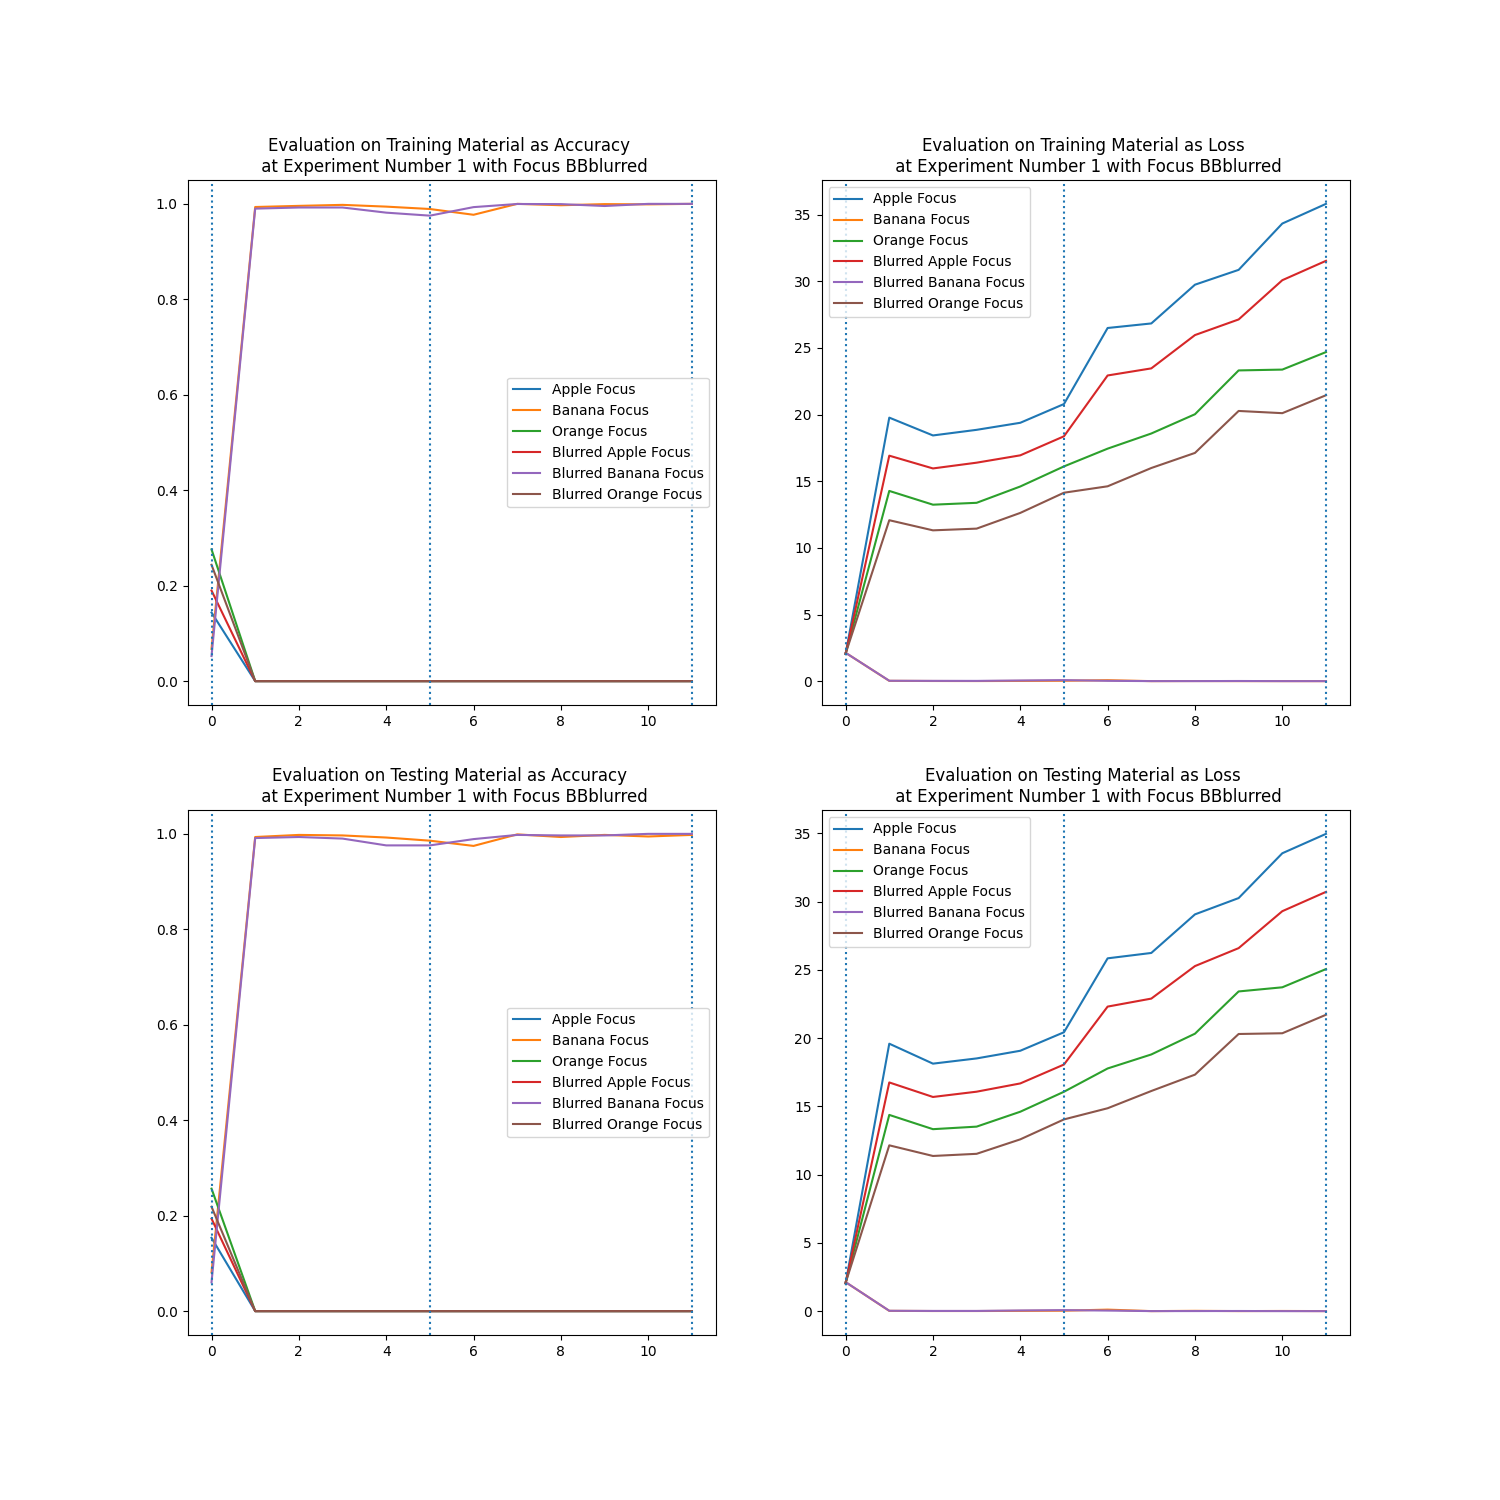 Evaluation on Training Material as Accuracy
at Experiment Number 1 with Focus BBblurred
1.0
0.8
0.6
0.4
0.2
0.0
Apple Focus
Banana Focus
Orange Focus
Blurred Apple Focus
Blurred Banana Focus
Blurred Orange Focus
0 2 4 6 8 10
Evaluation on Training Material as Loss
at Experiment Number 1 with Focus BBblurred
35
30
25
20
15
10
5
0
Apple Focus
Banana Focus
Orange Focus
Blurred Apple Focus
Blurred Banana Focus
Blurred Orange Focus
0 2 4 6 8 10
Evaluation on Testing Material as Accuracy
at Experiment Number 1 with Focus BBblurred
1.0
0.8
0.6
0.4
0.2
0.0
Apple Focus
Banana Focus
Orange Focus
Blurred Apple Focus
Blurred Banana Focus
Blurred Orange Focus
0 2 4 6 8 10
Evaluation on Testing Material as Loss
at Experiment Number 1 with Focus BBblurred
35
30
25
20
15
10
5
0
Apple Focus
Banana Focus
Orange Focus
Blurred Apple Focus
Blurred Banana Focus
Blurred Orange Focus
0 2 4 6 8 10